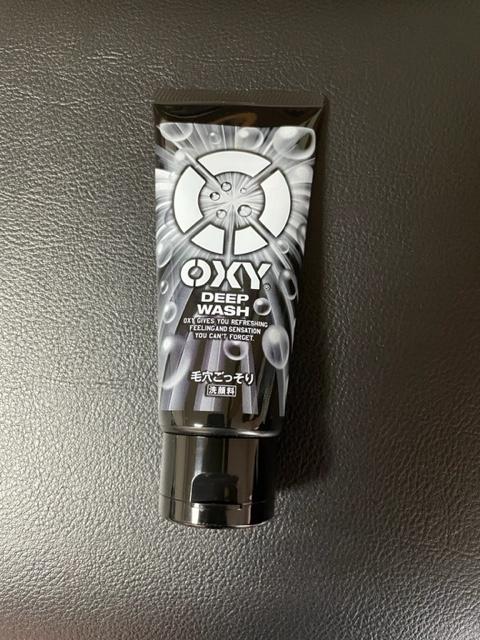 OXY®
DEEP
WASH
OXY GIVES YOU REFRESHING
FEELING AND SENSATION
YOU CAN'T FORGET.
毛穴ごっそり
洗顔料